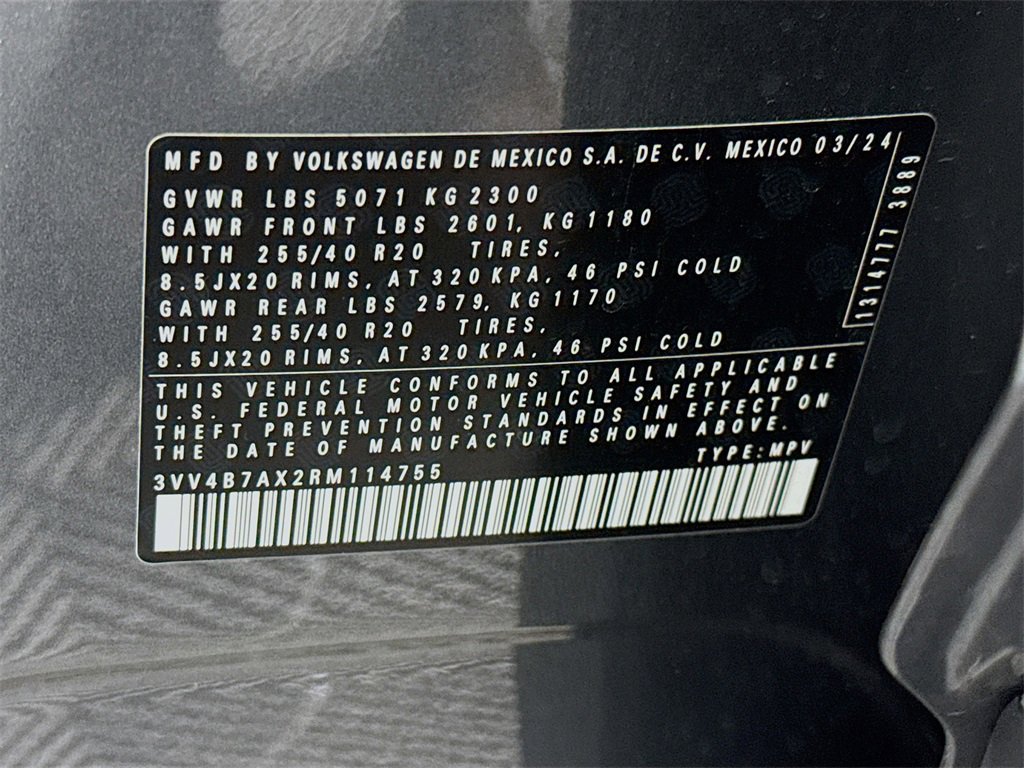 MFD BY VOLKSWAGEN DE MEXICO S.A. DE C.V. MEXICO 03/24
GVWR LBS 5071 KG 2300
GAWR FRONT LBS 2601, KG 1180
WITH 255/40 R20 TIRES,
8.5JX20 RIMS, AT 320 KPA, 46 PSI COLD
GAWR REAR LBS 2579, KG 1170
WITH 255/40 R20 TIRES,
8.5JX20 RIMS, AT 320 KPA, 46 PSI COLD
1314777 3889
THIS VEHICLE CONFORMS TO ALL APPLICABLE
U.S. FEDERAL MOTOR VEHICLE SAFETY AND
THEFT PREVENTION STANDARDS IN EFFECT ON
THE DATE OF MANUFACTURE SHOWN ABOVE.
TYPE:MPV
3VV4B7AX2RM114755